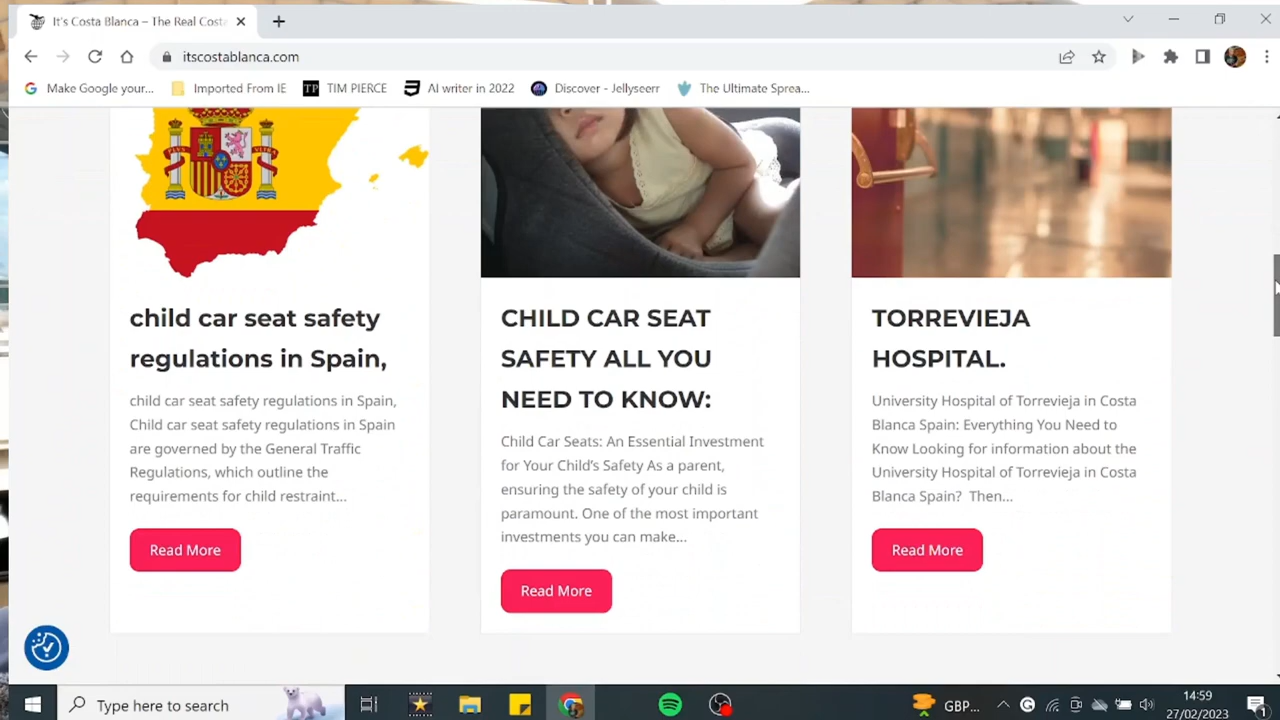 It's Costa Blanca – The Real Costa
itscostablanca.com
Make Google your...
Imported From IE
TP
TIM PIERCE
AI writer in 2022
Discover - Jellyseerr
The Ultimate Sprea...
child car seat safety
regulations in Spain,
child car seat safety regulations in Spain,
Child car seat safety regulations in Spain
are governed by the General Traffic
Regulations, which outline the
requirements for child restraint...
Read More
CHILD CAR SEAT
SAFETY ALL YOU
NEED TO KNOW:
Child Car Seats: An Essential Investment
for Your Child's Safety As a parent,
ensuring the safety of your child is
paramount. One of the most important
investments you can make...
Read More
TORREVIEJA
HOSPITAL.
University Hospital of Torrevieja in Costa
Blanca Spain: Everything You Need to
Know Looking for information about the
University Hospital of Torrevieja in Costa
Blanca Spain? Then...
Read More
Type here to search
GBP...
14:59
27/02/2023
1